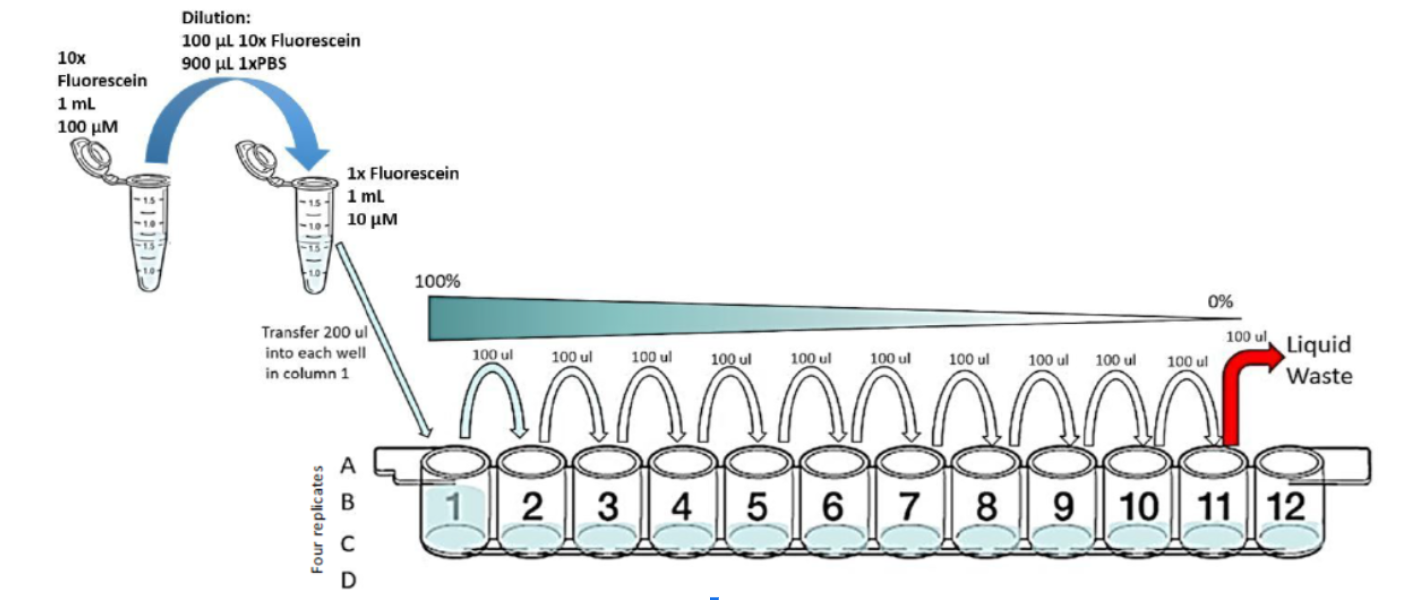 Dilution:
100 µL 10x Fluorescein
900 µL 1xPBS
10x
Fluorescein
1 mL
100 µM
1.5
1.0
1.5
1.0
1.5
1.0
1.5
1.0
1x Fluorescein
1 mL
10 µM
Transfer 200 ul
into each well
in column 1
100%
0%
100 ul
100 ul
100 ul
100 ul
100 ul
100 ul
100 ul
100 ul
100 ul
100 ul
100 ul
Liquid
Waste
Four replicates
A
B
C
D
1 2 3 4 5 6 7 8 9 10 11 12